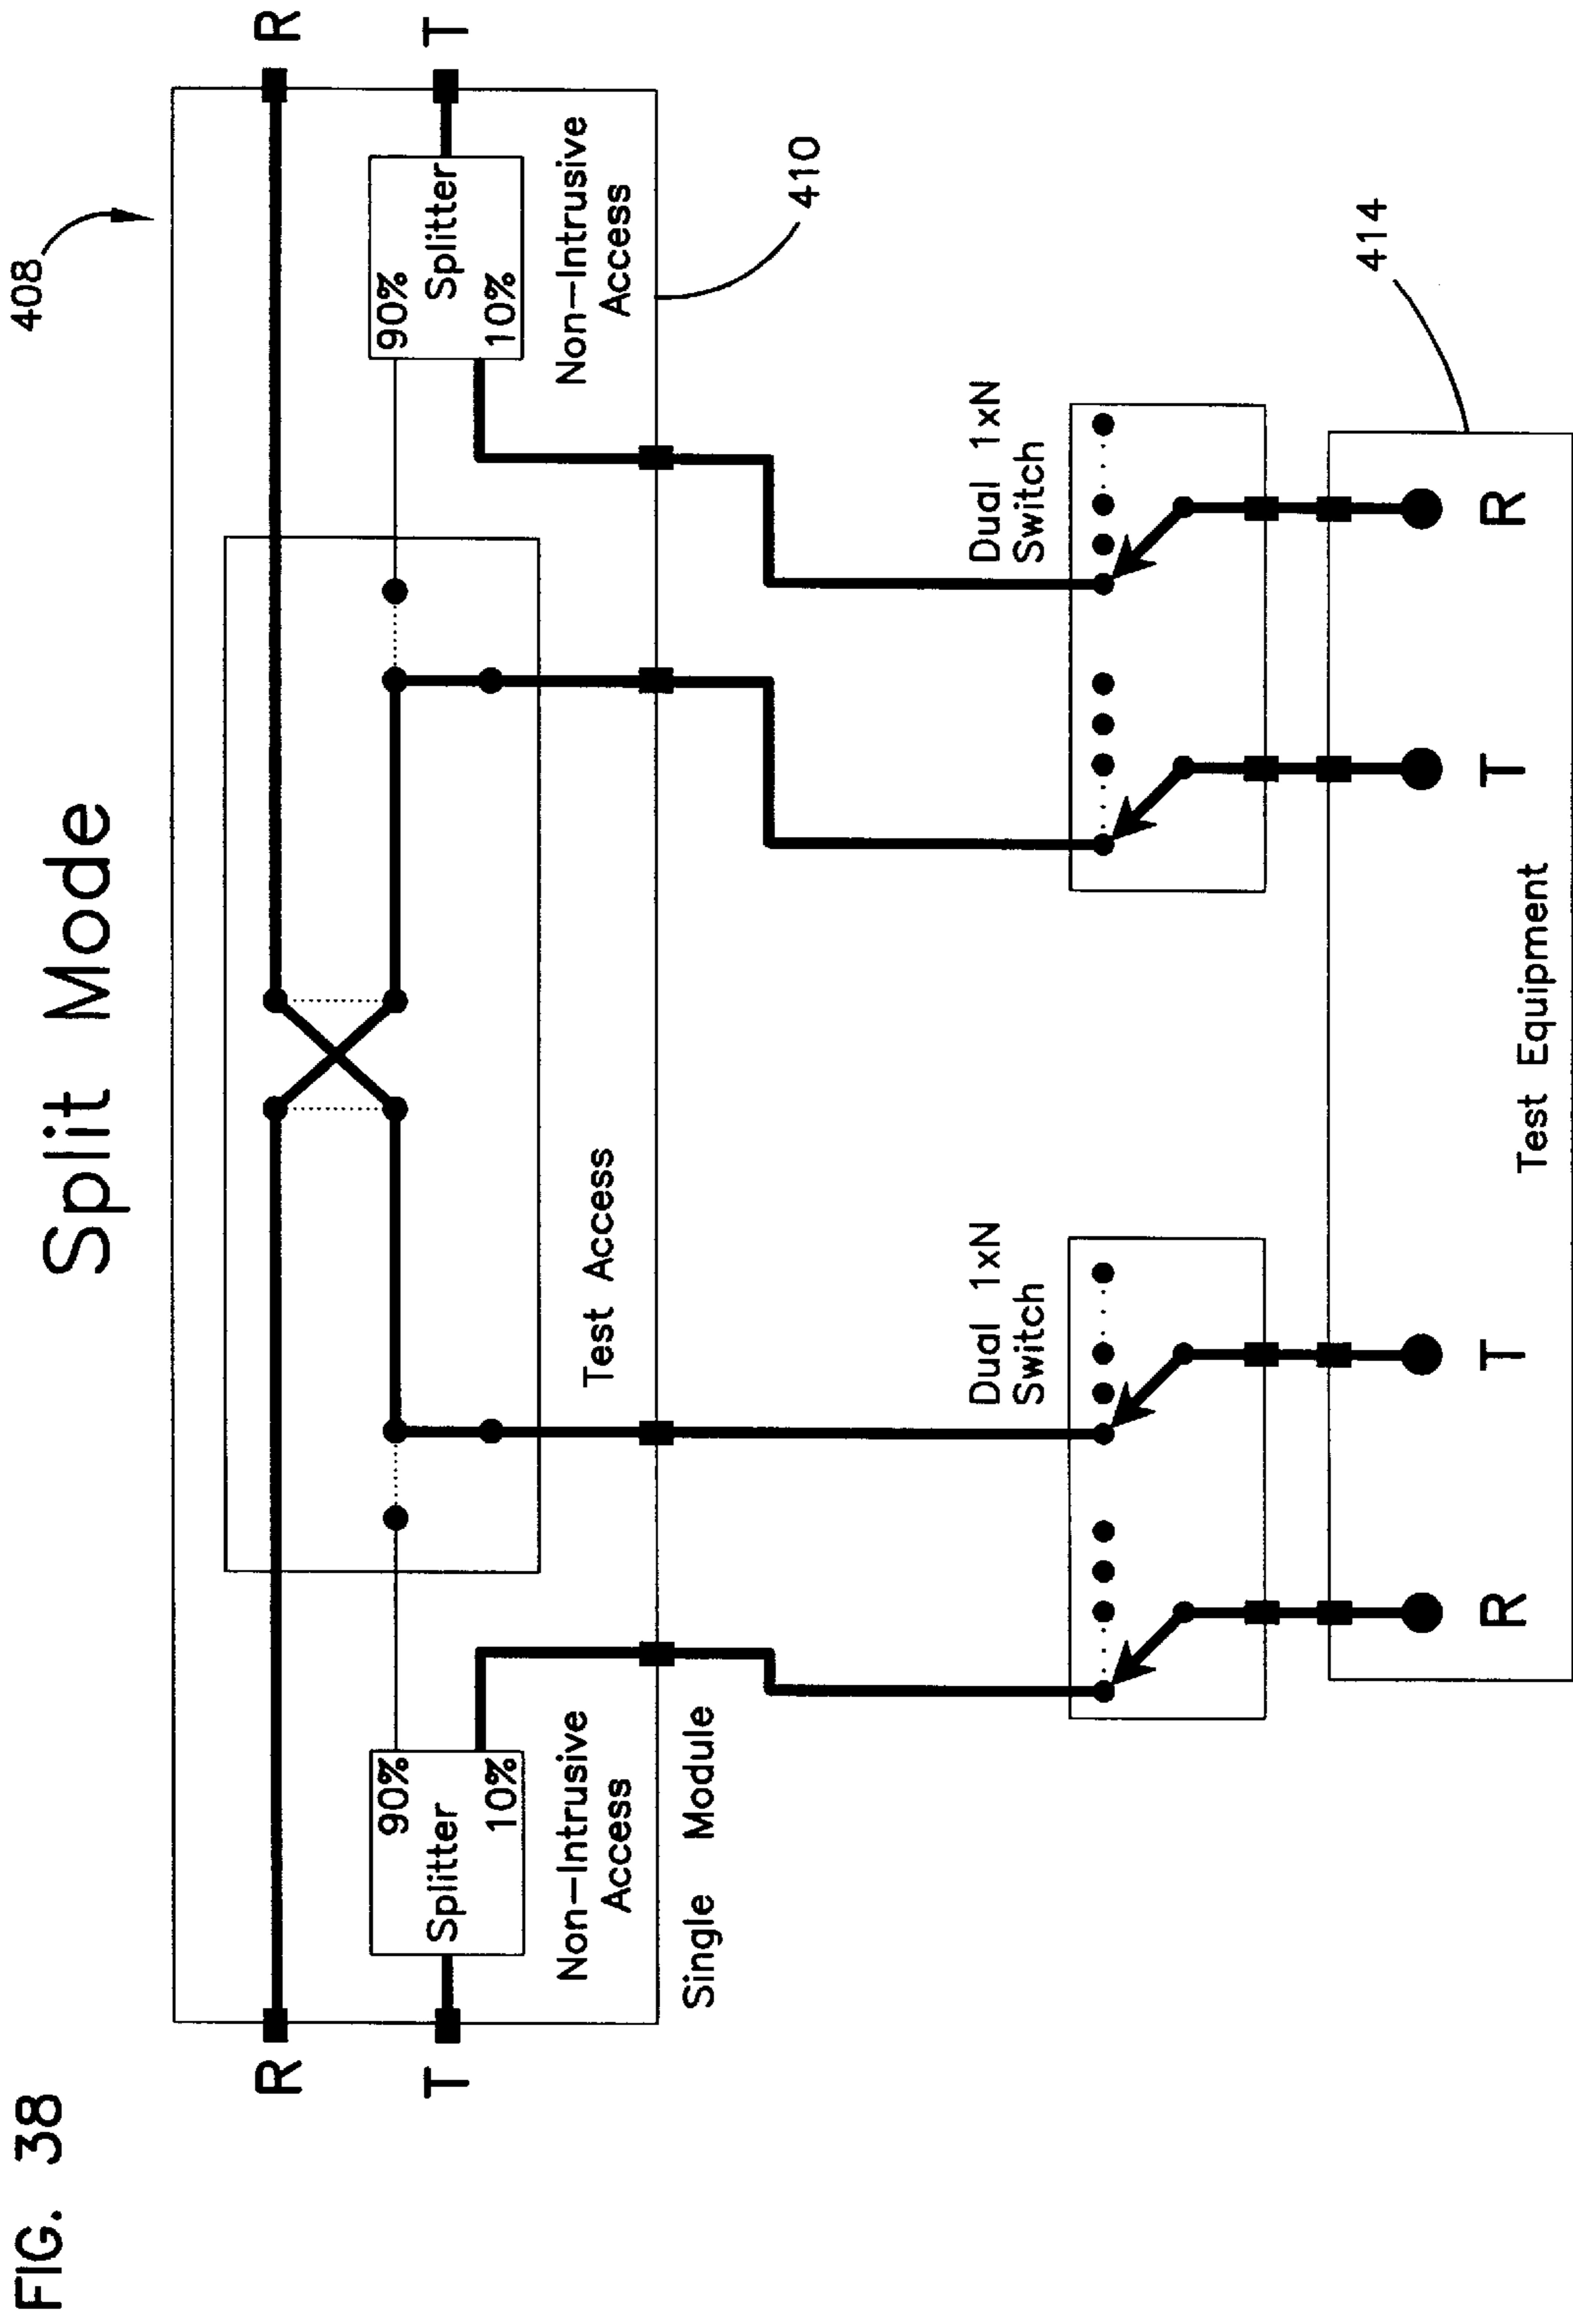 FIG. 38
Split Mode
408
R
R
T
T
Splitter
90%
10%
90%
Splitter
10%
Non-Intrusive
Access
Test Access
Non-Intrusive
Access
410
Single Module
Dual 1xN
Switch
Dual 1xN
Switch
414
R
T
T
R
Test Equipment